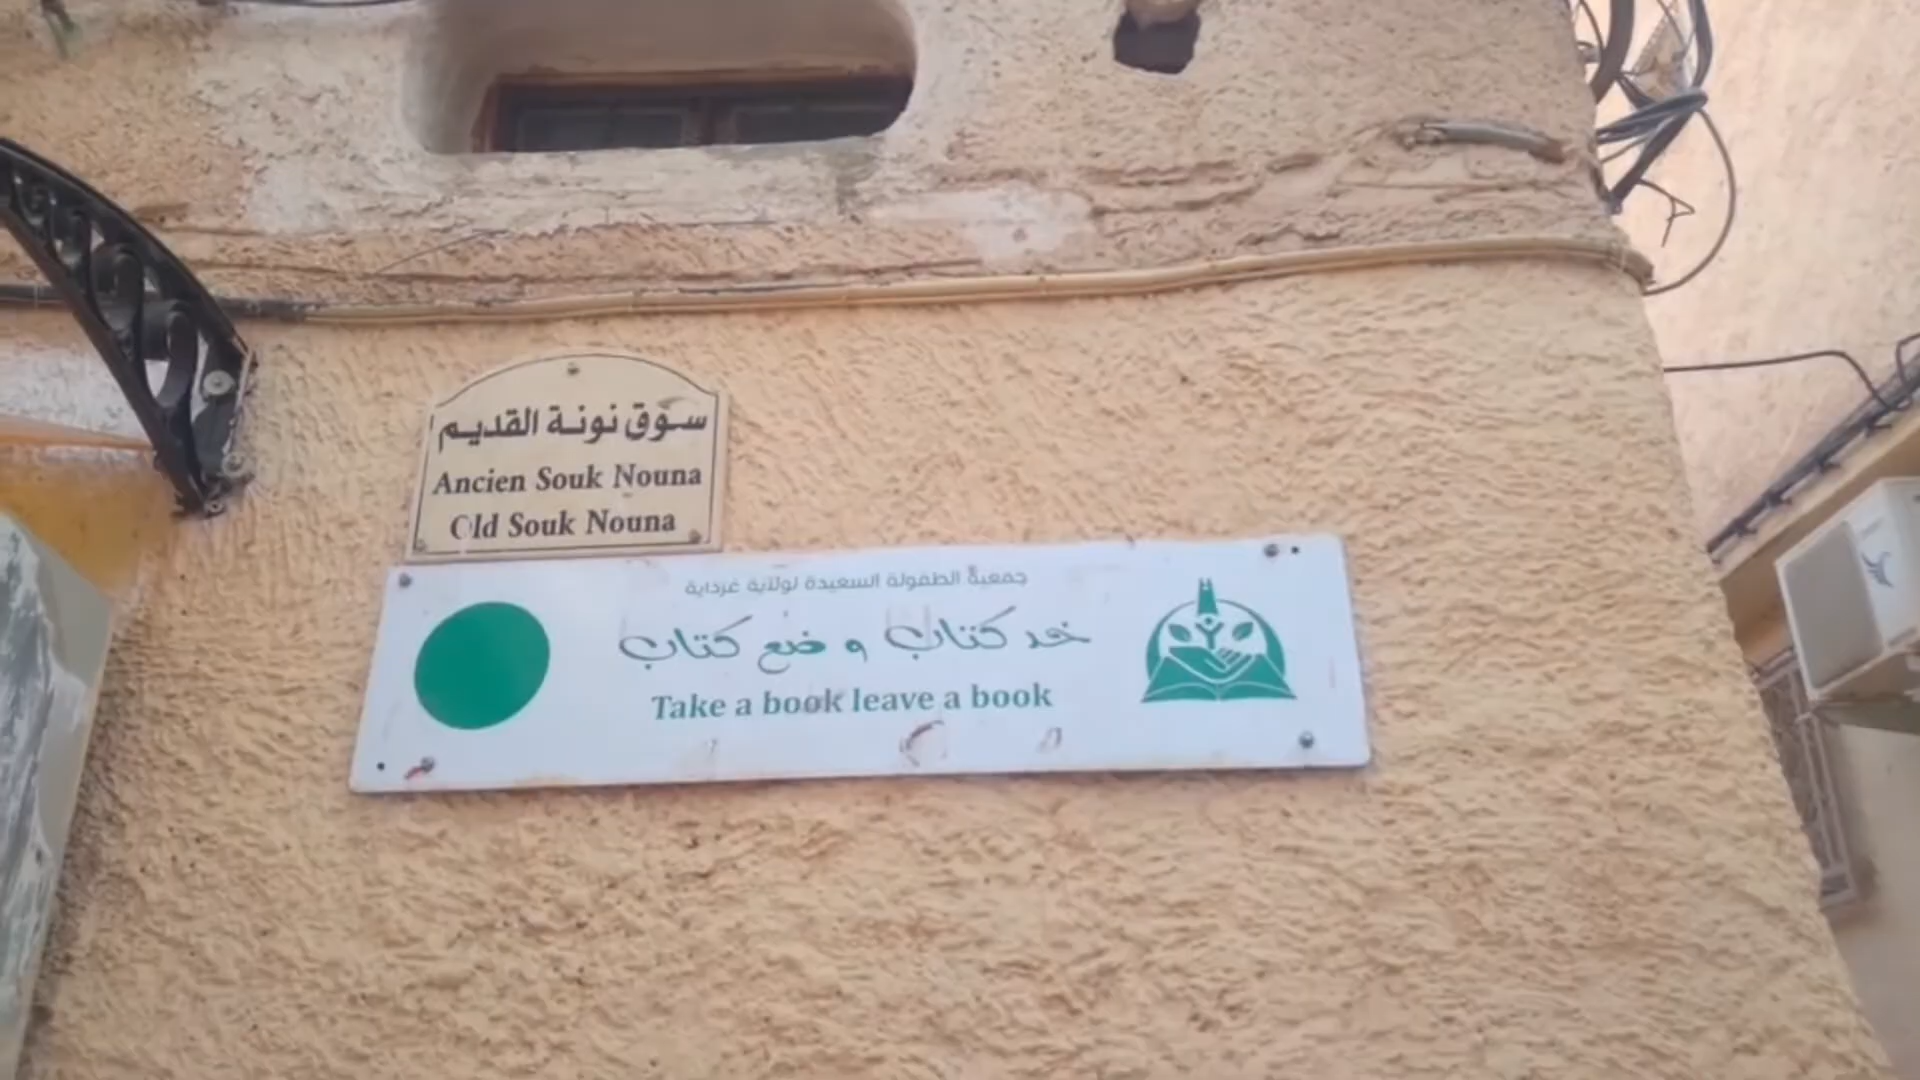 سوق نونة القديم
Ancien Souk Nouna
Old Souk Nouna
جمعية الطفولة السعيدة لولاية غرداية
خد كتاب و ضع كتاب
Take a book leave a book